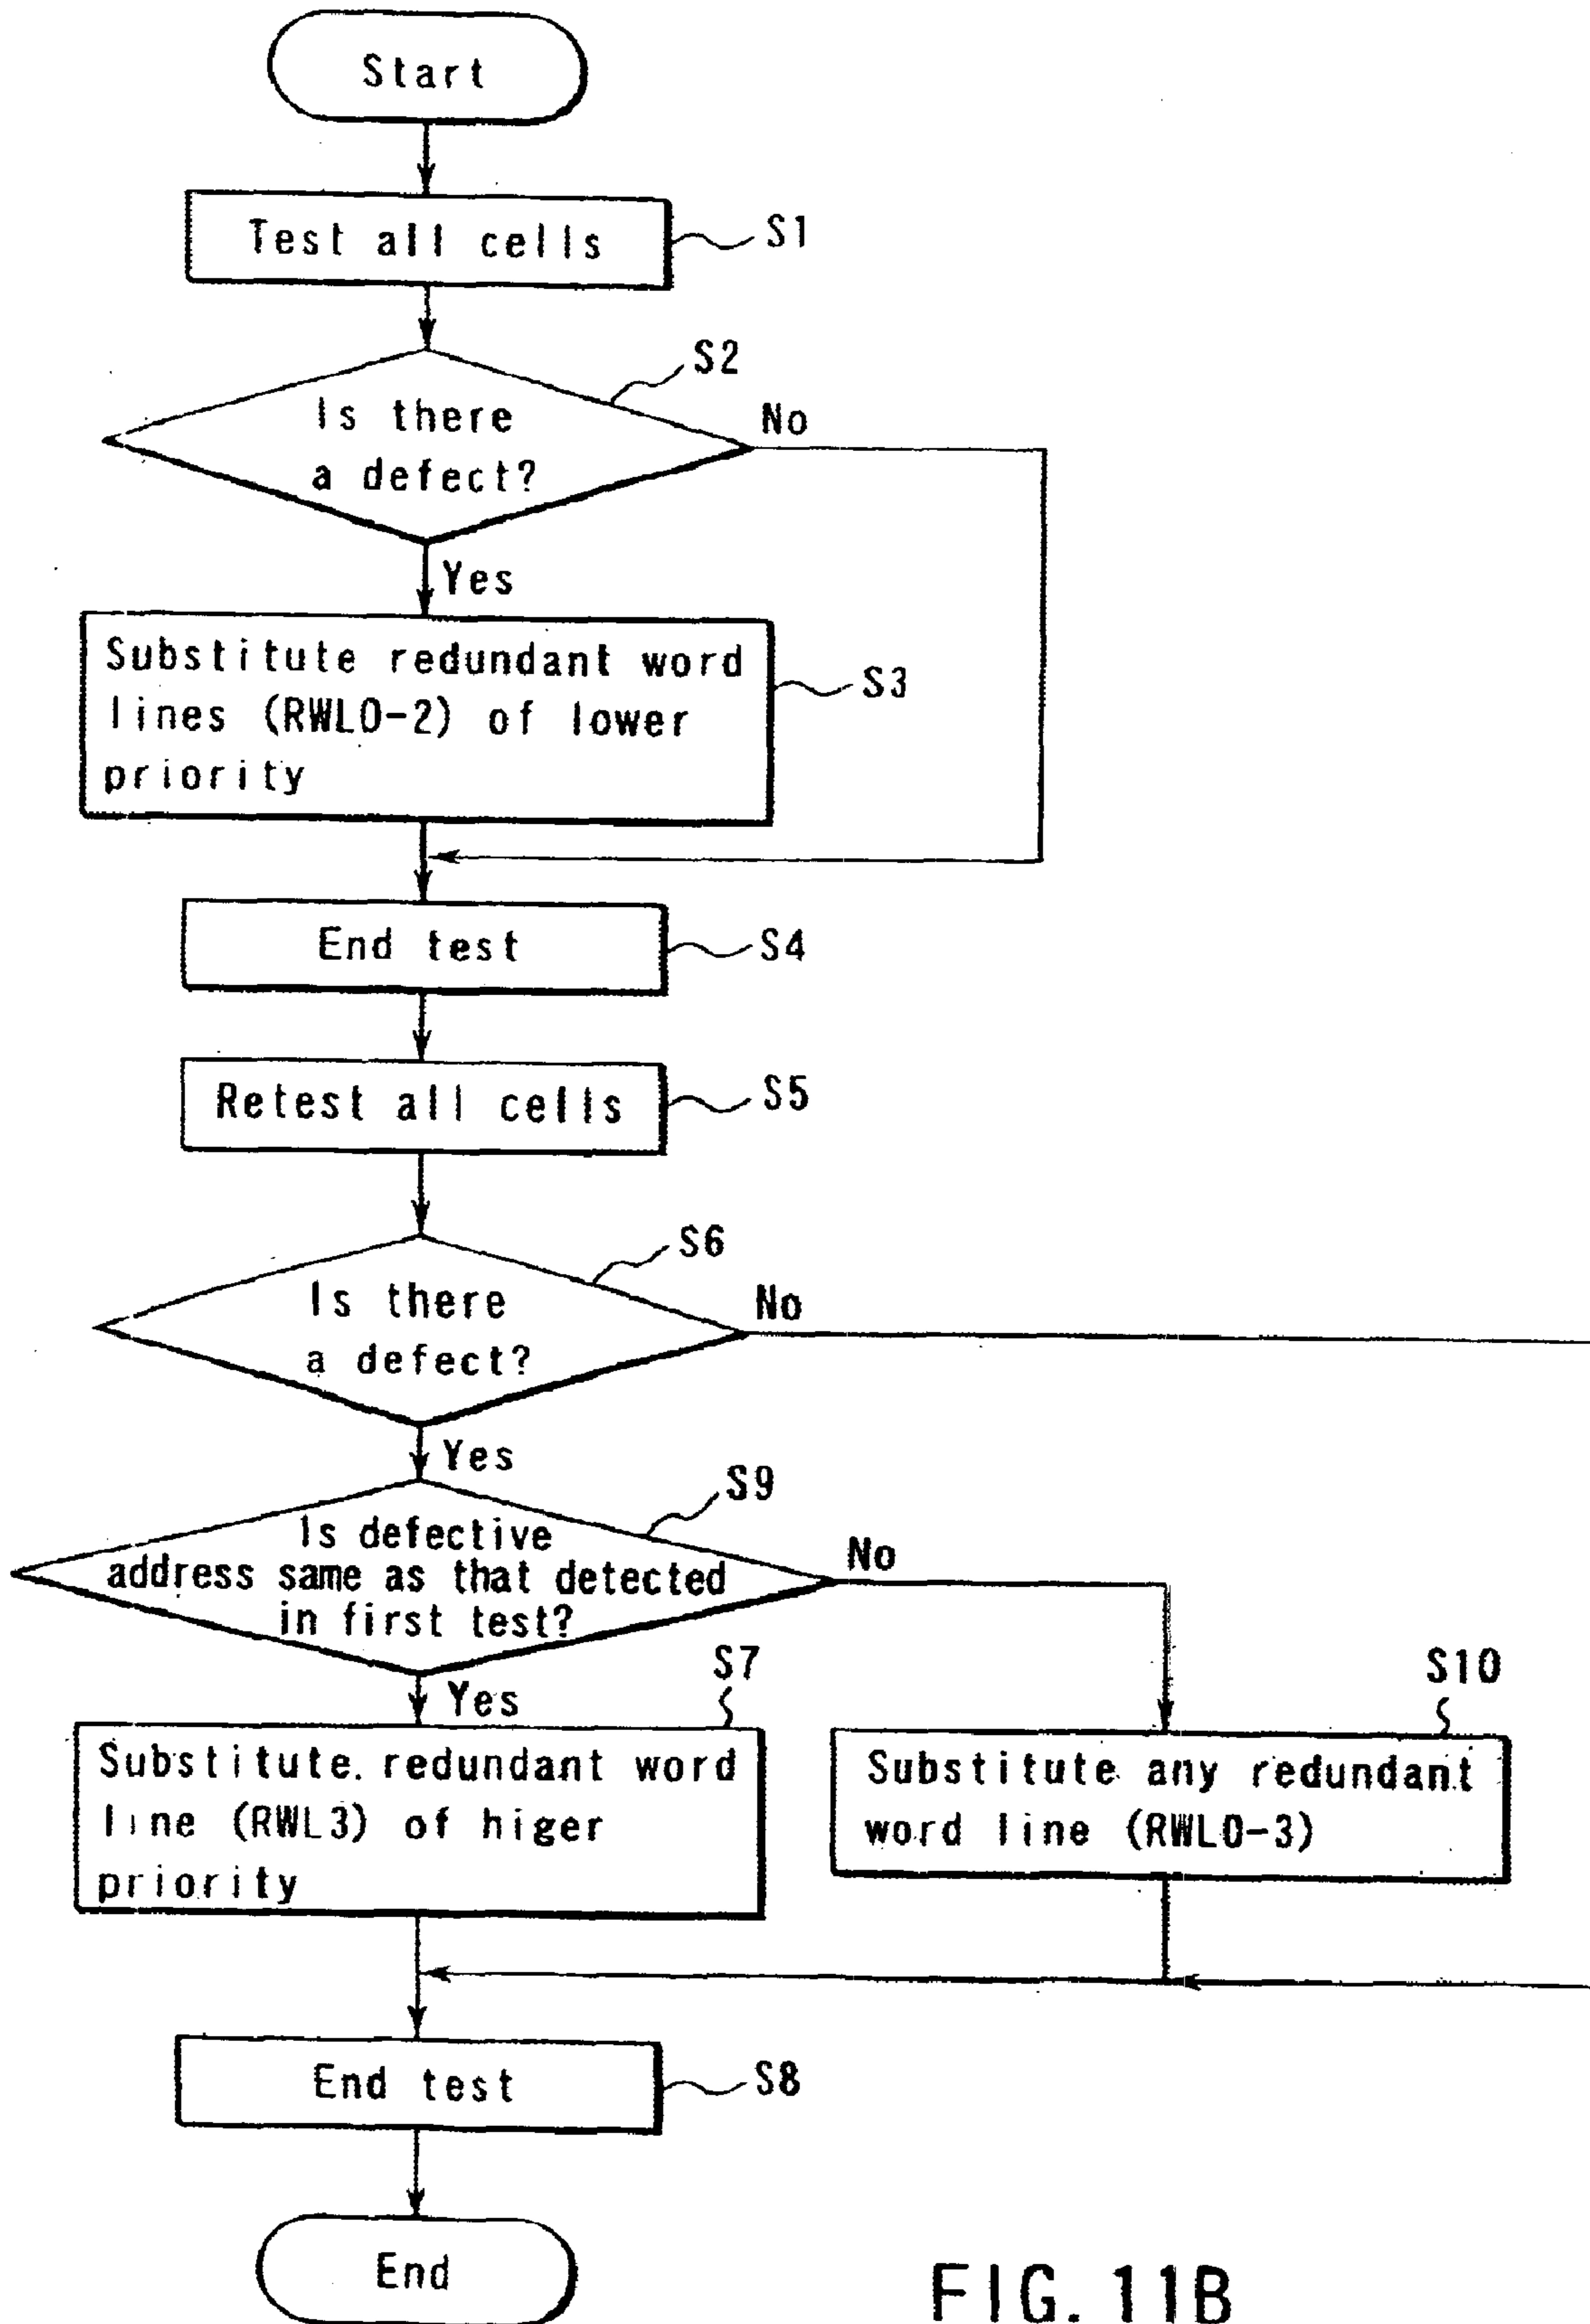 Start
Test all cells
S1
S2
Is there
a defect?
No
Yes
Substitute redundant word
lines (RWL0-2) of lower
priority
S3
End test
S4
Retest all cells
S5
S6
Is there
a defect?
No
Yes
S9
Is defective
address same as that detected
in first test?
No
Yes
S7
Substitute redundant word
line (RWL3) of higer
priority
S10
Substitute any redundant
word line (RWL0-3)
End test
S8
End
FIG. 11B